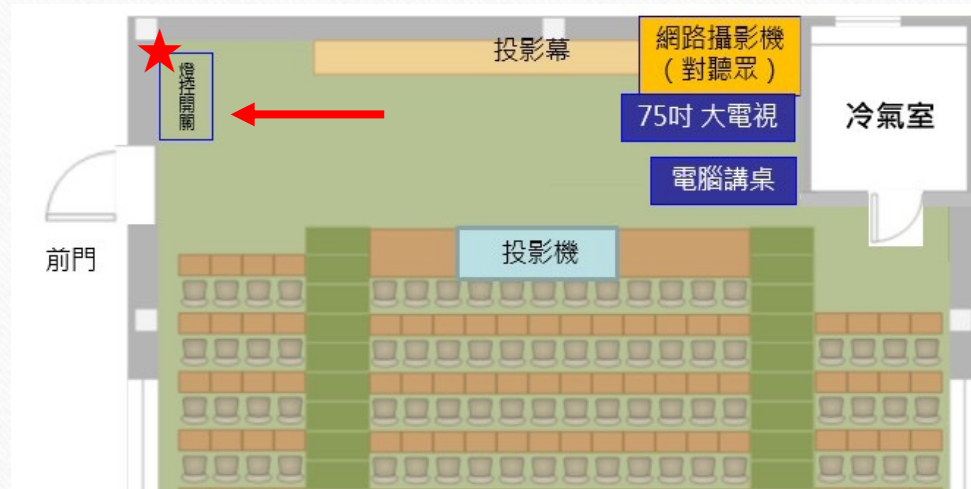 投影幕
網路攝影機
（對聽眾）
燈控開關
75吋 大電視
冷氣室
電腦講桌
前門
投影機